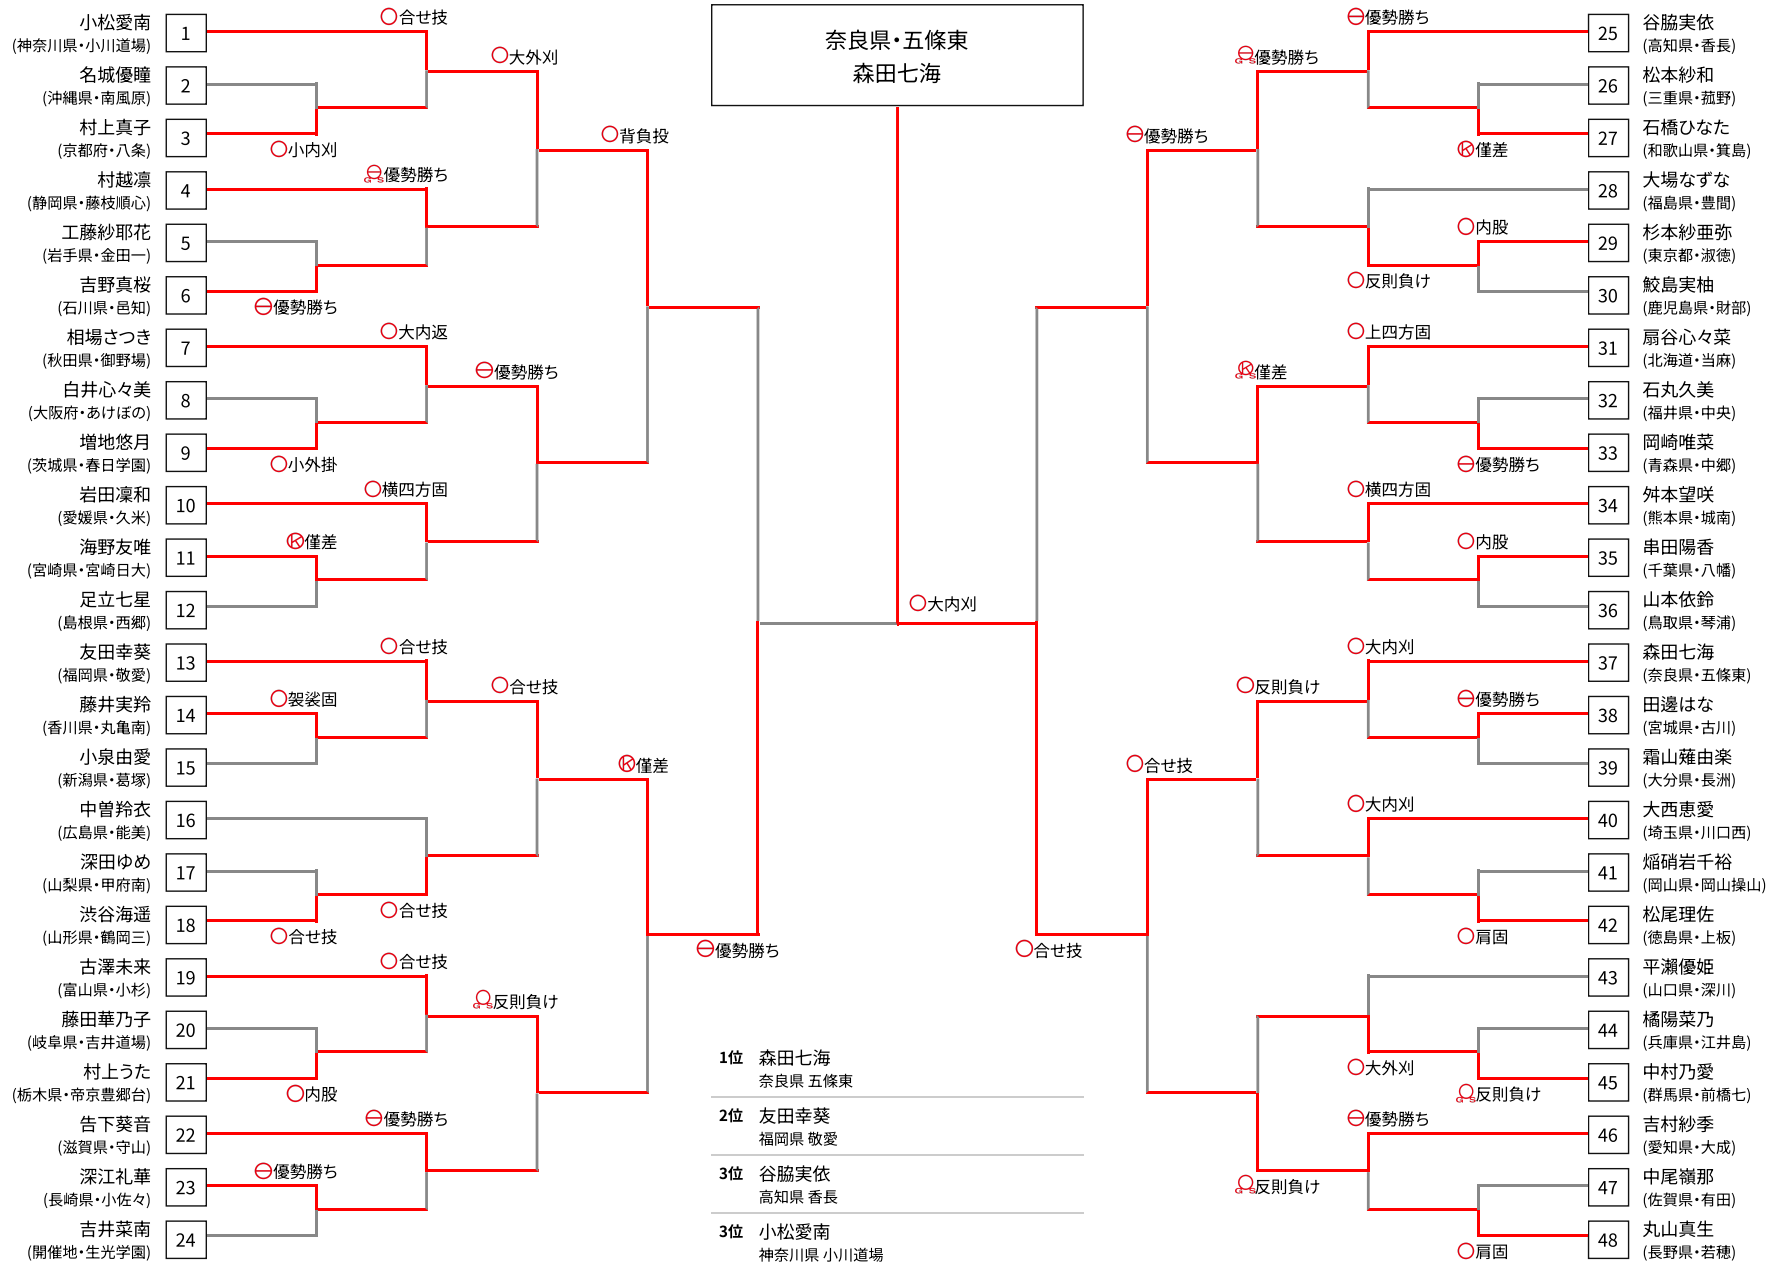 奈良県・五條東
森田七海
小松愛南
(神奈川県・小川道場)
1
名城優瞳
(沖縄県・南風原)
2
村上真子
(京都府・八条)
3
村越凛
(静岡県・藤枝順心)
4
工藤紗耶花
(岩手県・金田一)
5
吉野真桜
(石川県・邑知)
6
相場さつき
(秋田県・御野場)
7
白井心々美
(大阪府・あけぼの)
8
増地悠月
(茨城県・春日学園)
9
岩田凜和
(愛媛県・久米)
10
海野友唯
(宮崎県・宮崎日大)
11
足立七星
(島根県・西郷)
12
友田幸葵
(福岡県・敬愛)
13
藤井実羚
(香川県・丸亀南)
14
小泉由愛
(新潟県・葛塚)
15
中曽羚衣
(広島県・能美)
16
深田ゆめ
(山梨県・甲府南)
17
渋谷海遥
(山形県・鶴岡三)
18
古澤未来
(富山県・小杉)
19
藤田華乃子
(岐阜県・吉井道場)
20
村上うた
(栃木県・帝京豊郷台)
21
告下葵音
(滋賀県・守山)
22
深江礼華
(長崎県・小佐々)
23
吉井菜南
(開催地・生光学園)
24
合せ技
大外刈
小内刈
背負投
GS優勢勝ち
優勢勝ち
大内返
優勢勝ち
小外掛
横四方固
K僅差
合せ技
袈裟固
合せ技
K僅差
合せ技
合せ技
優勢勝ち
合せ技
GS反則負け
内股
優勢勝ち
優勢勝ち
大内刈
優勢勝ち
GS優勢勝ち
優勢勝ち
K僅差
内股
反則負け
上四方固
GSK僅差
優勢勝ち
横四方固
内股
大内刈
反則負け
優勢勝ち
合せ技
大内刈
肩固
合せ技
大外刈
GS反則負け
優勢勝ち
GS反則負け
肩固
25
谷脇実依
(高知県・香長)
26
松本紗和
(三重県・菰野)
27
石橋ひなた
(和歌山県・箕島)
28
大場なずな
(福島県・豊間)
29
杉本紗亜弥
(東京都・淑徳)
30
鮫島実柚
(鹿児島県・財部)
31
扇谷心々菜
(北海道・当麻)
32
石丸久美
(福井県・中央)
33
岡崎唯菜
(青森県・中郷)
34
舛本望咲
(熊本県・城南)
35
串田陽香
(千葉県・八幡)
36
山本依鈴
(鳥取県・琴浦)
37
森田七海
(奈良県・五條東)
38
田邊はな
(宮城県・古川)
39
霜山薙由楽
(大分県・長洲)
40
大西恵愛
(埼玉県・川口西)
41
焔硝岩千裕
(岡山県・岡山操山)
42
松尾理佐
(徳島県・上板)
43
平瀨優姫
(山口県・深川)
44
橘陽菜乃
(兵庫県・江井島)
45
中村乃愛
(群馬県・前橋七)
46
吉村紗季
(愛知県・大成)
47
中尾嶺那
(佐賀県・有田)
48
丸山真生
(長野県・若穂)
1位 森田七海
奈良県 五條東
2位 友田幸葵
福岡県 敬愛
3位 谷脇実依
高知県 香長
3位 小松愛南
神奈川県 小川道場